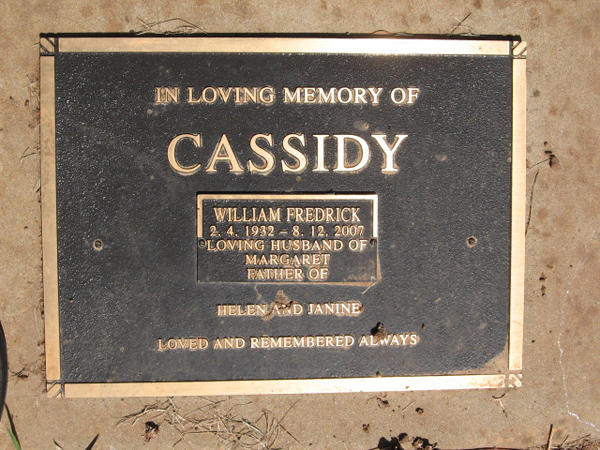 IN LOVING MEMORY OF
CASSIDY
WILLIAM FREDRICK
2. 4. 1932 - 8. 12. 2007
LOVING HUSBAND OF
MARGARET
FATHER OF
HELEN AND JANINE
LOVED AND REMEMBERED ALWAYS